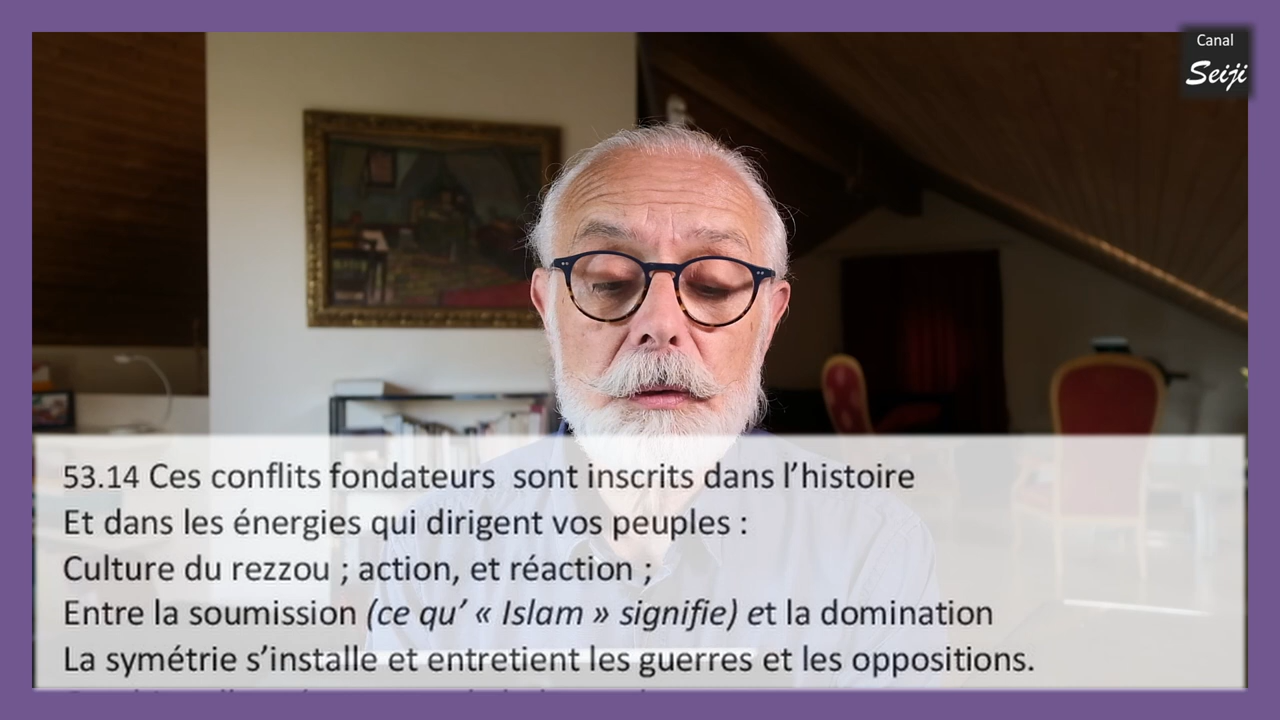 Canal
Seiji
53.14 Ces conflits fondateurs sont inscrits dans l’histoire
Et dans les énergies qui dirigent vos peuples :
Culture du rezzou ; action, et réaction ;
Entre la soumission (ce qu’ « Islam » signifie) et la domination
La symétrie s’installe et entretient les guerres et les oppositions.